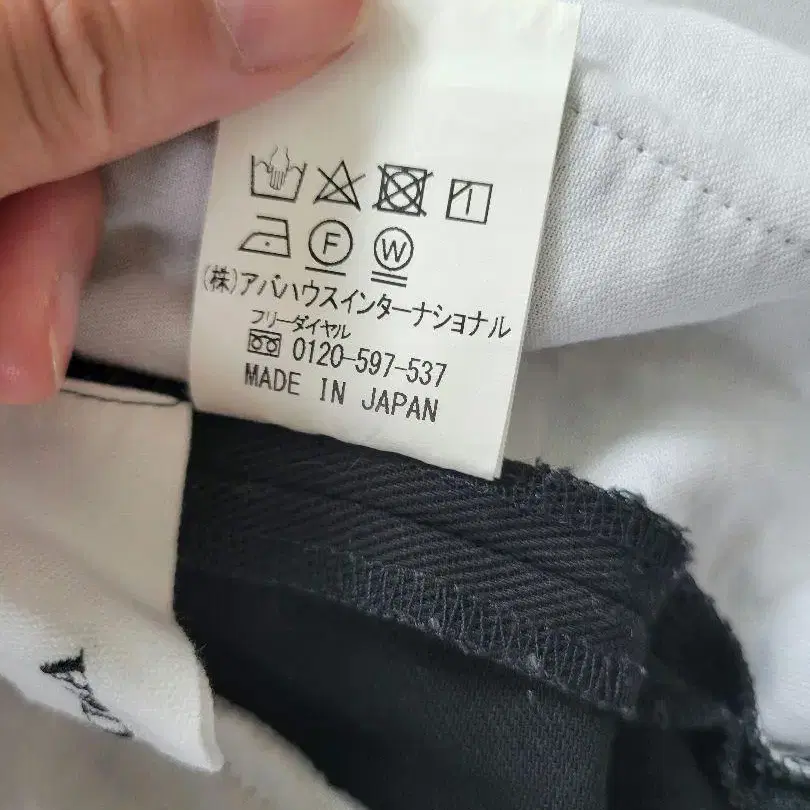 F W
(株)アバハウスインターナショナル
フリーダイヤル
0120-597-537
MADE IN JAPAN